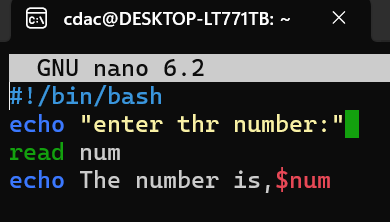 cdac@DESKTOP-LT771TB: ~
GNU nano 6.2
#!/bin/bash
echo "enter thr number:"
read num
echo The number is,$num